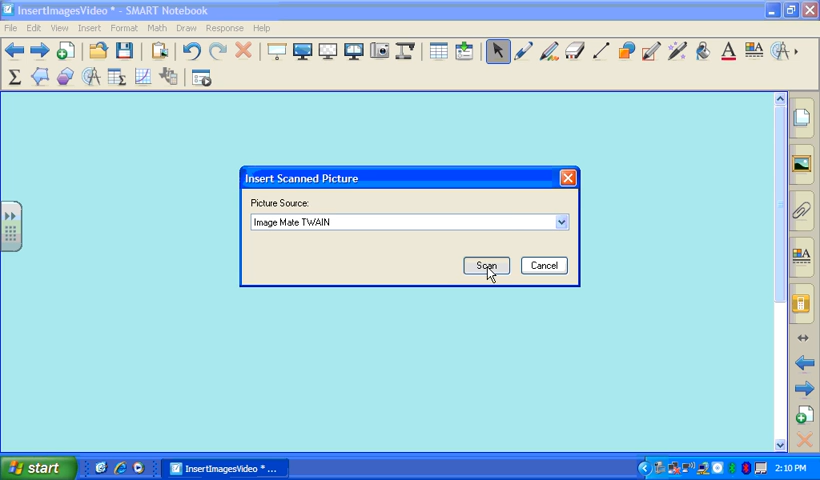 InsertImagesVideo * - SMART Notebook
File Edit View Insert Format Math Draw Response Help
Insert Scanned Picture
Picture Source:
Image Mate TWAIN
Scan Cancel
start InsertImagesVideo * ... 2:10 PM